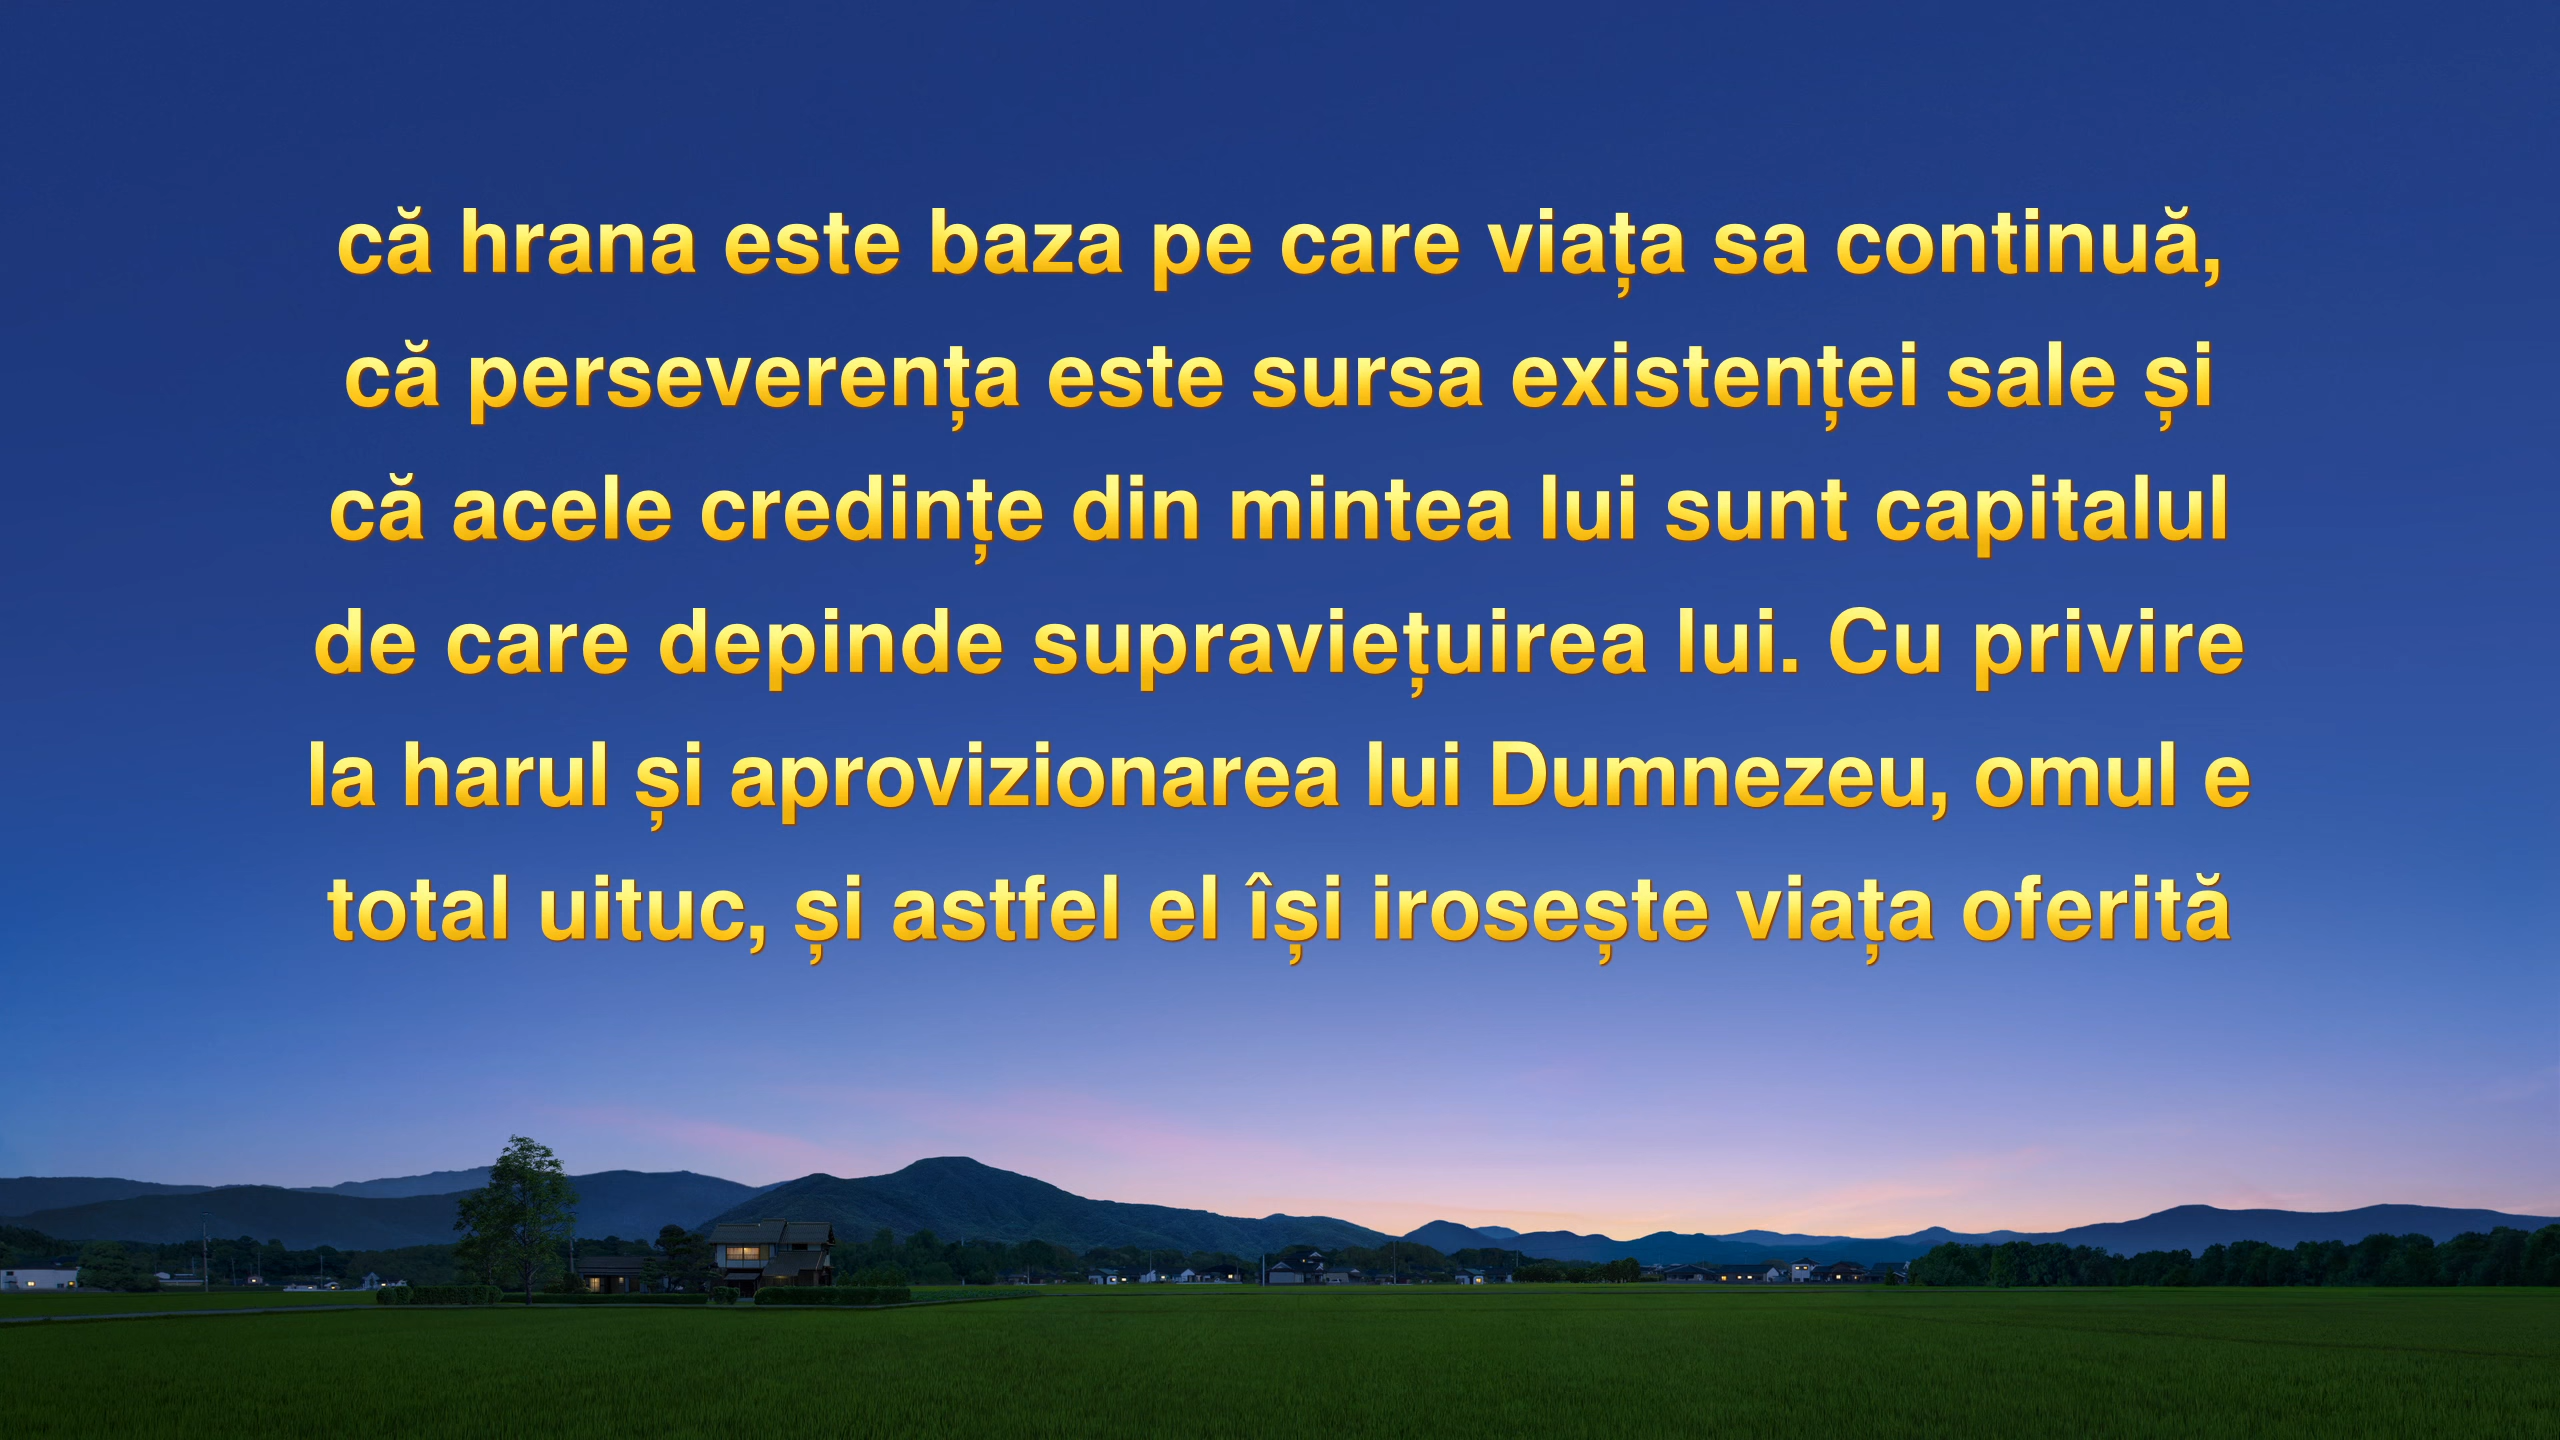 că hrana este baza pe care viața sa continuă,
că perseverența este sursa existenței sale și
că acele credințe din mintea lui sunt capitalul
de care depinde supraviețuirea lui. Cu privire
la harul și aprovizionarea lui Dumnezeu, omul e
total uituc, și astfel el își irosește viața oferită